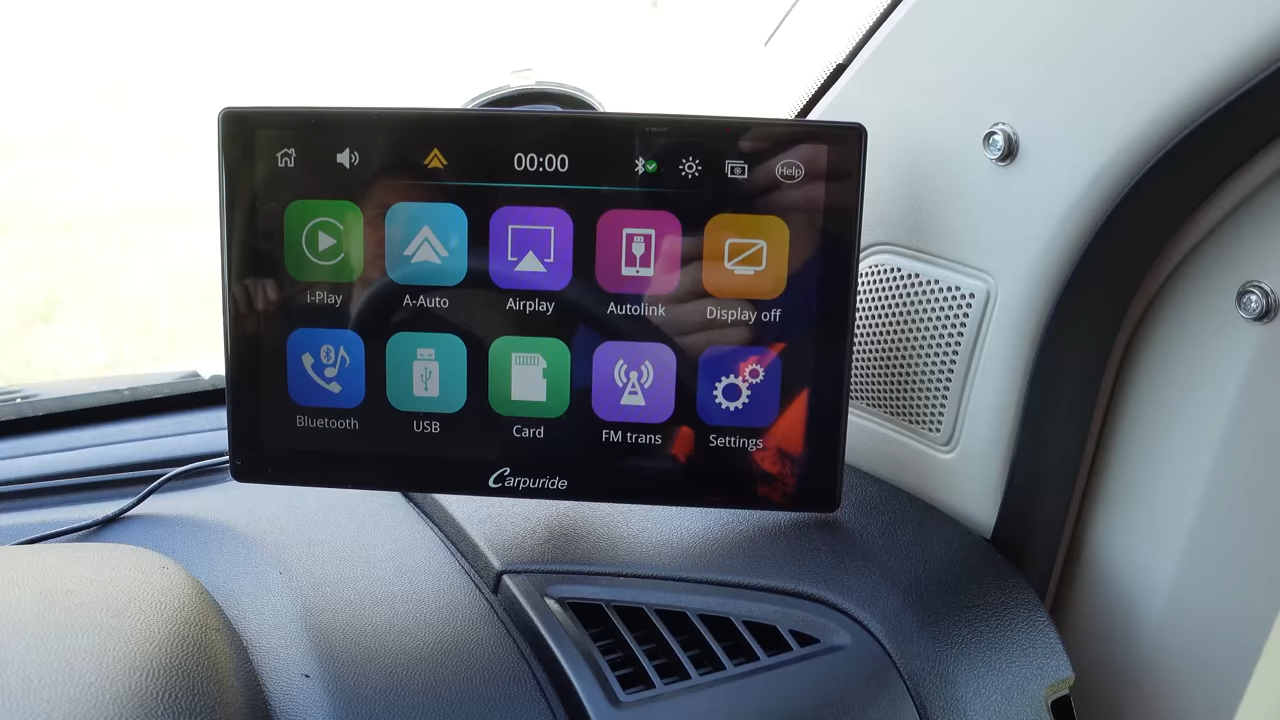 00:00 Help
i-Play A-Auto Airplay Autolink Display off
Bluetooth USB Card FM trans Settings
Carpuride